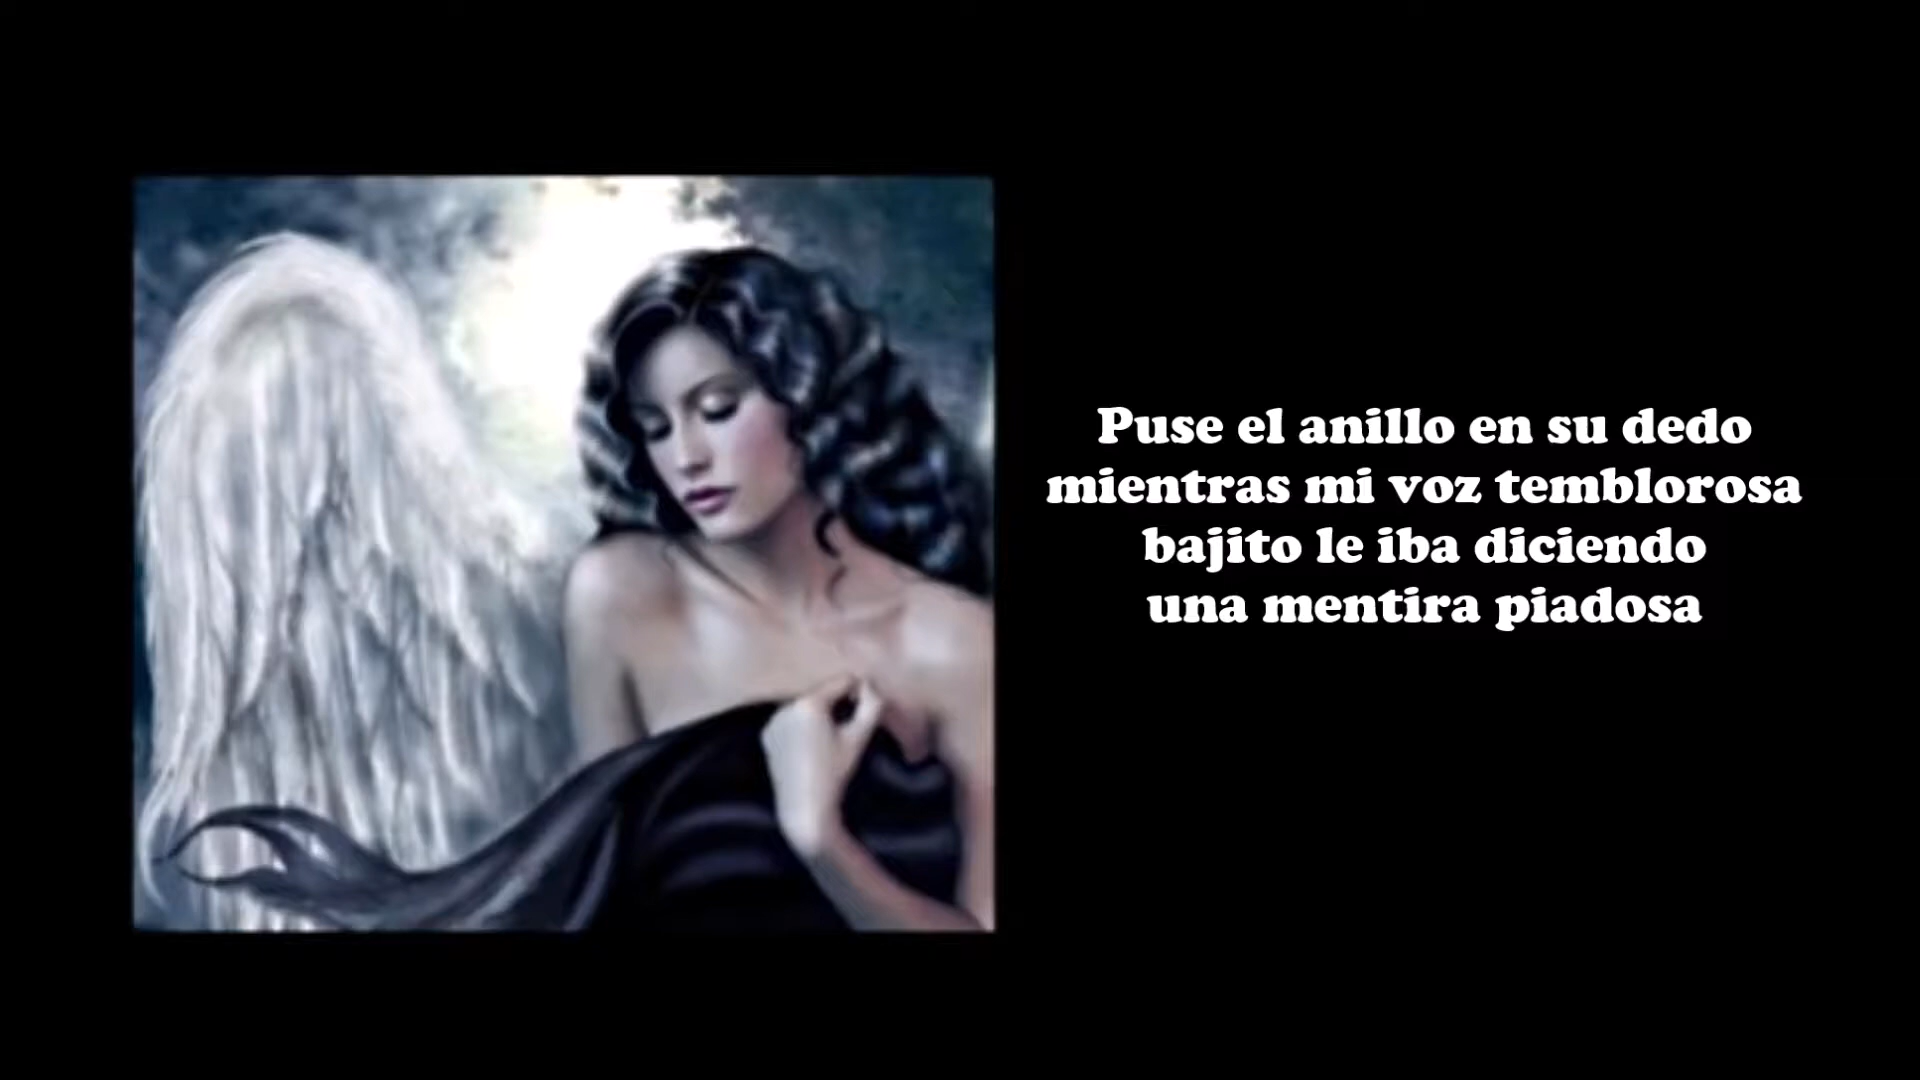 Puse el anillo en su dedo
mientras mi voz temblorosa
bajito le iba diciendo
una mentira piadosa